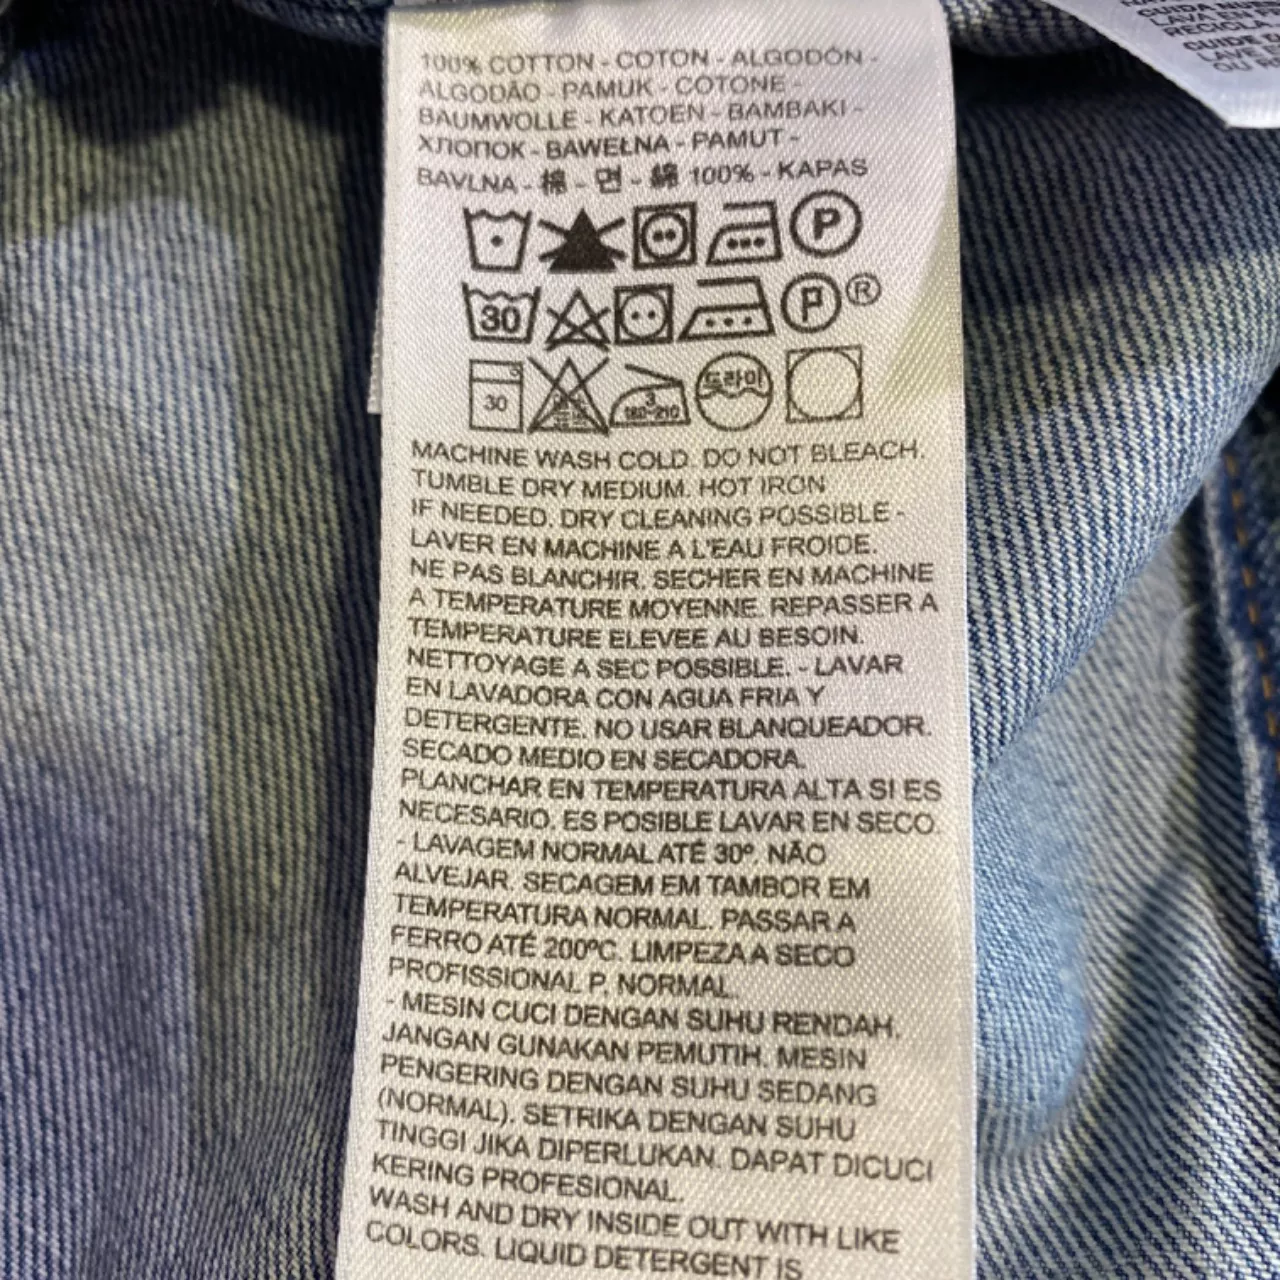 100% COTTON - COTON - ALGODÓN -
ALGODÃO - PAMUK - COTONE -
BAUMWOLLE - KATOEN - BAMBAKI -
ХЛОПОК - BAWEŁNA - PAMUT -
BAVLNA - 棉 - 면 - 綿 100% - KAPAS
P
30 P ®
30 3 180~210 드라이
MACHINE WASH COLD. DO NOT BLEACH.
TUMBLE DRY MEDIUM. HOT IRON
IF NEEDED. DRY CLEANING POSSIBLE -
LAVER EN MACHINE A L'EAU FROIDE.
NE PAS BLANCHIR. SECHER EN MACHINE
A TEMPERATURE MOYENNE. REPASSER A
TEMPERATURE ELEVEE AU BESOIN.
NETTOYAGE A SEC POSSIBLE. - LAVAR
EN LAVADORA CON AGUA FRIA Y
DETERGENTE. NO USAR BLANQUEADOR.
SECADO MEDIO EN SECADORA.
PLANCHAR EN TEMPERATURA ALTA SI ES
NECESARIO. ES POSIBLE LAVAR EN SECO.
- LAVAGEM NORMAL ATÉ 30º. NÃO
ALVEJAR. SECAGEM EM TAMBOR EM
TEMPERATURA NORMAL. PASSAR A
FERRO ATÉ 200ºC. LIMPEZA A SECO
PROFISSIONAL P, NORMAL.
- MESIN CUCI DENGAN SUHU RENDAH.
JANGAN GUNAKAN PEMUTIH. MESIN
PENGERING DENGAN SUHU SEDANG
(NORMAL). SETRIKA DENGAN SUHU
TINGGI JIKA DIPERLUKAN. DAPAT DICUCI
KERING PROFESIONAL.
WASH AND DRY INSIDE OUT WITH LIKE
COLORS. LIQUID DETERGENT IS